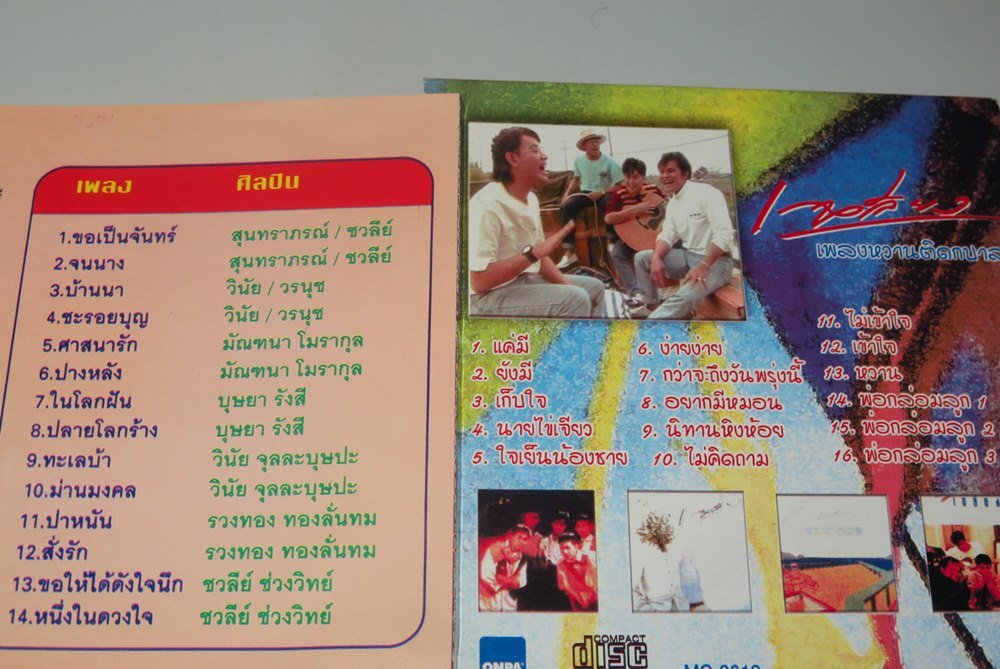 เพลง ศิลปิน
1.ขอเป็นจันทร์ สุนทราภรณ์ / ชวลีย์
2.จนนาง สุนทราภรณ์ / ชวลีย์
3.บ้านนา วินัย / วรนุช
4.ชะรอยบุญ วินัย / วรนุช
5.ศาสนารัก มัณฑนา โมรากุล
6.ปางหลัง มัณฑนา โมรากุล
7.ในโลกฝัน บุษยา รังสี
8.ปลายโลกร้าง บุษยา รังสี
9.ทะเลบ้า วินัย จุลละบุษปะ
10.ม่านมงคล วินัย จุลละบุษปะ
11.ปาหนัน รวงทอง ทองลั่นทม
12.สั่งรัก รวงทอง ทองลั่นทม
13.ขอให้ได้ดังใจนึก ชวลีย์ ช่วงวิทย์
14.หนึ่งในดวงใจ ชวลีย์ ช่วงวิทย์
เพลงหวานติดกบาล
1. แค่มี
2. ยังมี
3. เก็บใจ
4. นายไข่เจียว
5. ใจเย็นน้องชาย
6. ง่ายง่าย
7. กว่าจะถึงวันพรุ่งนี้
8. อยากมีหมอน
9. นิทานหิ่งห้อย
10. ไม่คิดถาม
11. ไม่เข้าใจ
12. เข้าใจ
13. หวาน
14. พ่อกล่อมลูก 1
15. พ่อกล่อมลูก 2
16. พ่อกล่อมลูก 3
ONPA
COMPACT
disc